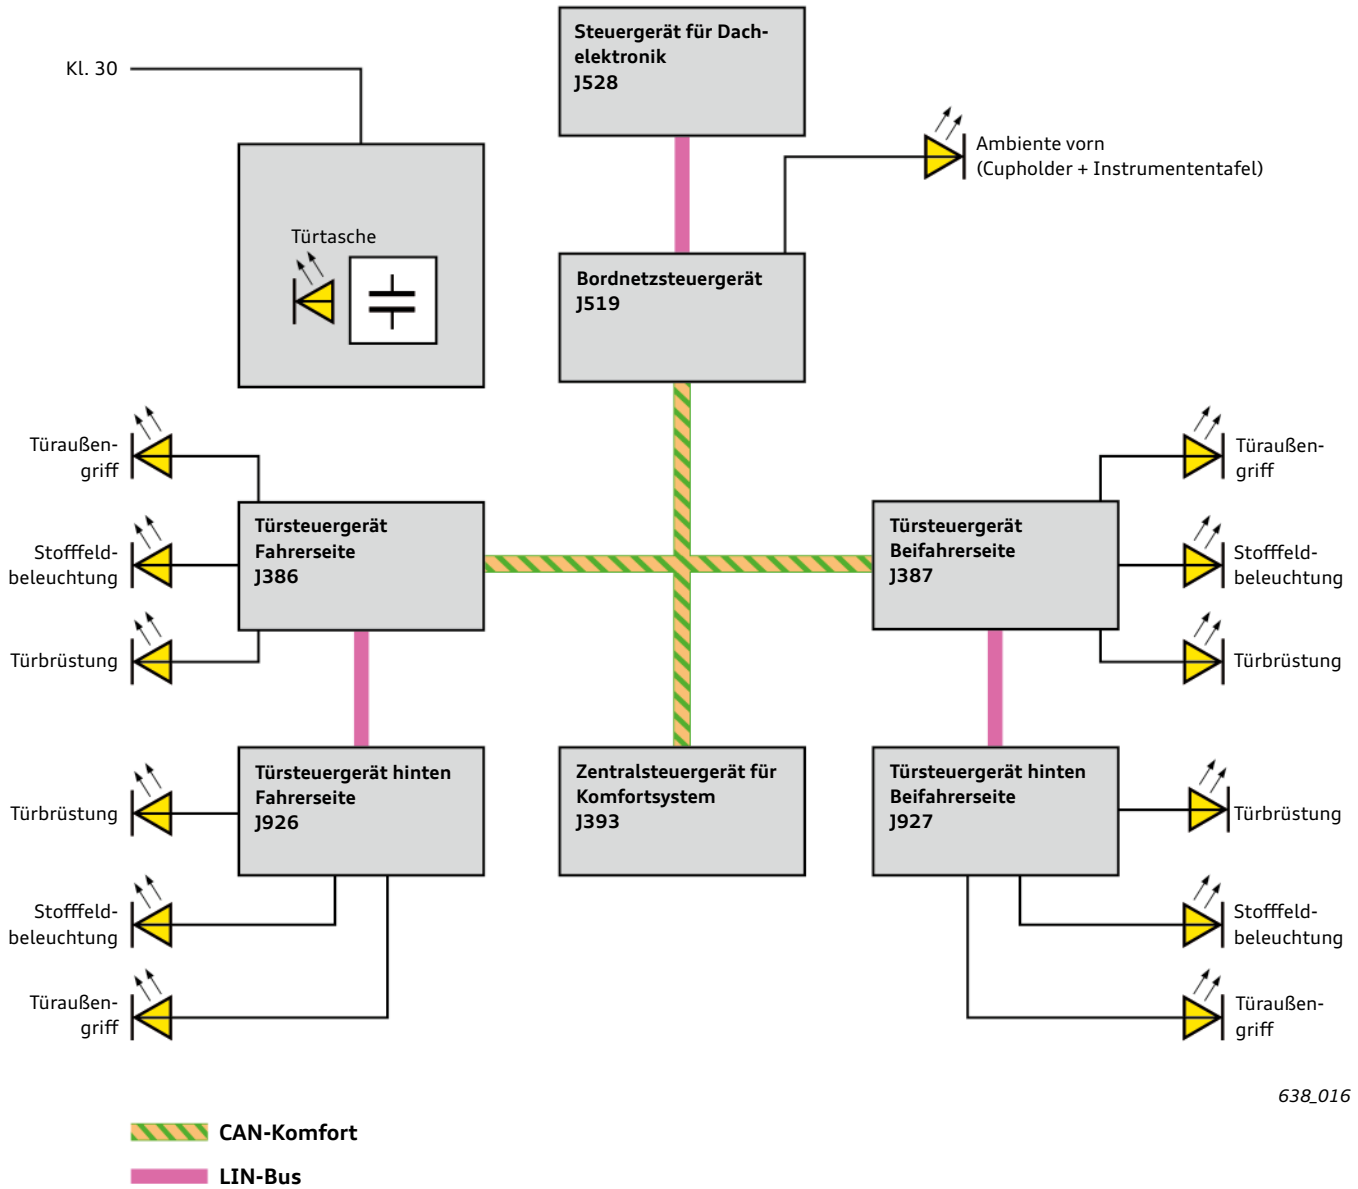 Steuergerät für Dach-
elektronik
J528
Kl. 30
Ambiente vorn
(Cupholder + Instrumententafel)
Türtasche
Bordnetzsteuergerät
J519
Türaußen-
griff
Türaußen-
griff
Türsteuergerät
Fahrerseite
J386
Türsteuergerät
Beifahrerseite
J387
Stofffeld-
beleuchtung
Stofffeld-
beleuchtung
Türbrüstung
Türbrüstung
Türsteuergerät hinten
Fahrerseite
J926
Zentralsteuergerät für
Komfortsystem
J393
Türsteuergerät hinten
Beifahrerseite
J927
Türbrüstung
Türbrüstung
Stofffeld-
beleuchtung
Stofffeld-
beleuchtung
Türaußen-
griff
Türaußen-
griff
638_016
CAN-Komfort
LIN-Bus